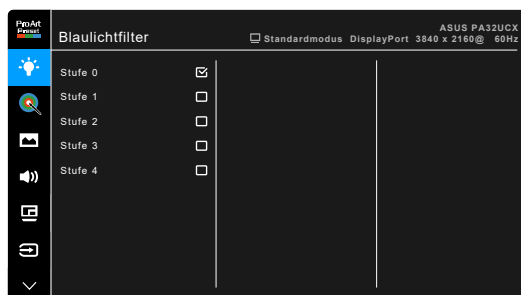 ProArt
Preset
Blaulichtfilter
ASUS PA32UCX
Standardmodus DisplayPort 3840 x 2160@ 60Hz
Stufe 0
Stufe 1
Stufe 2
Stufe 3
Stufe 4